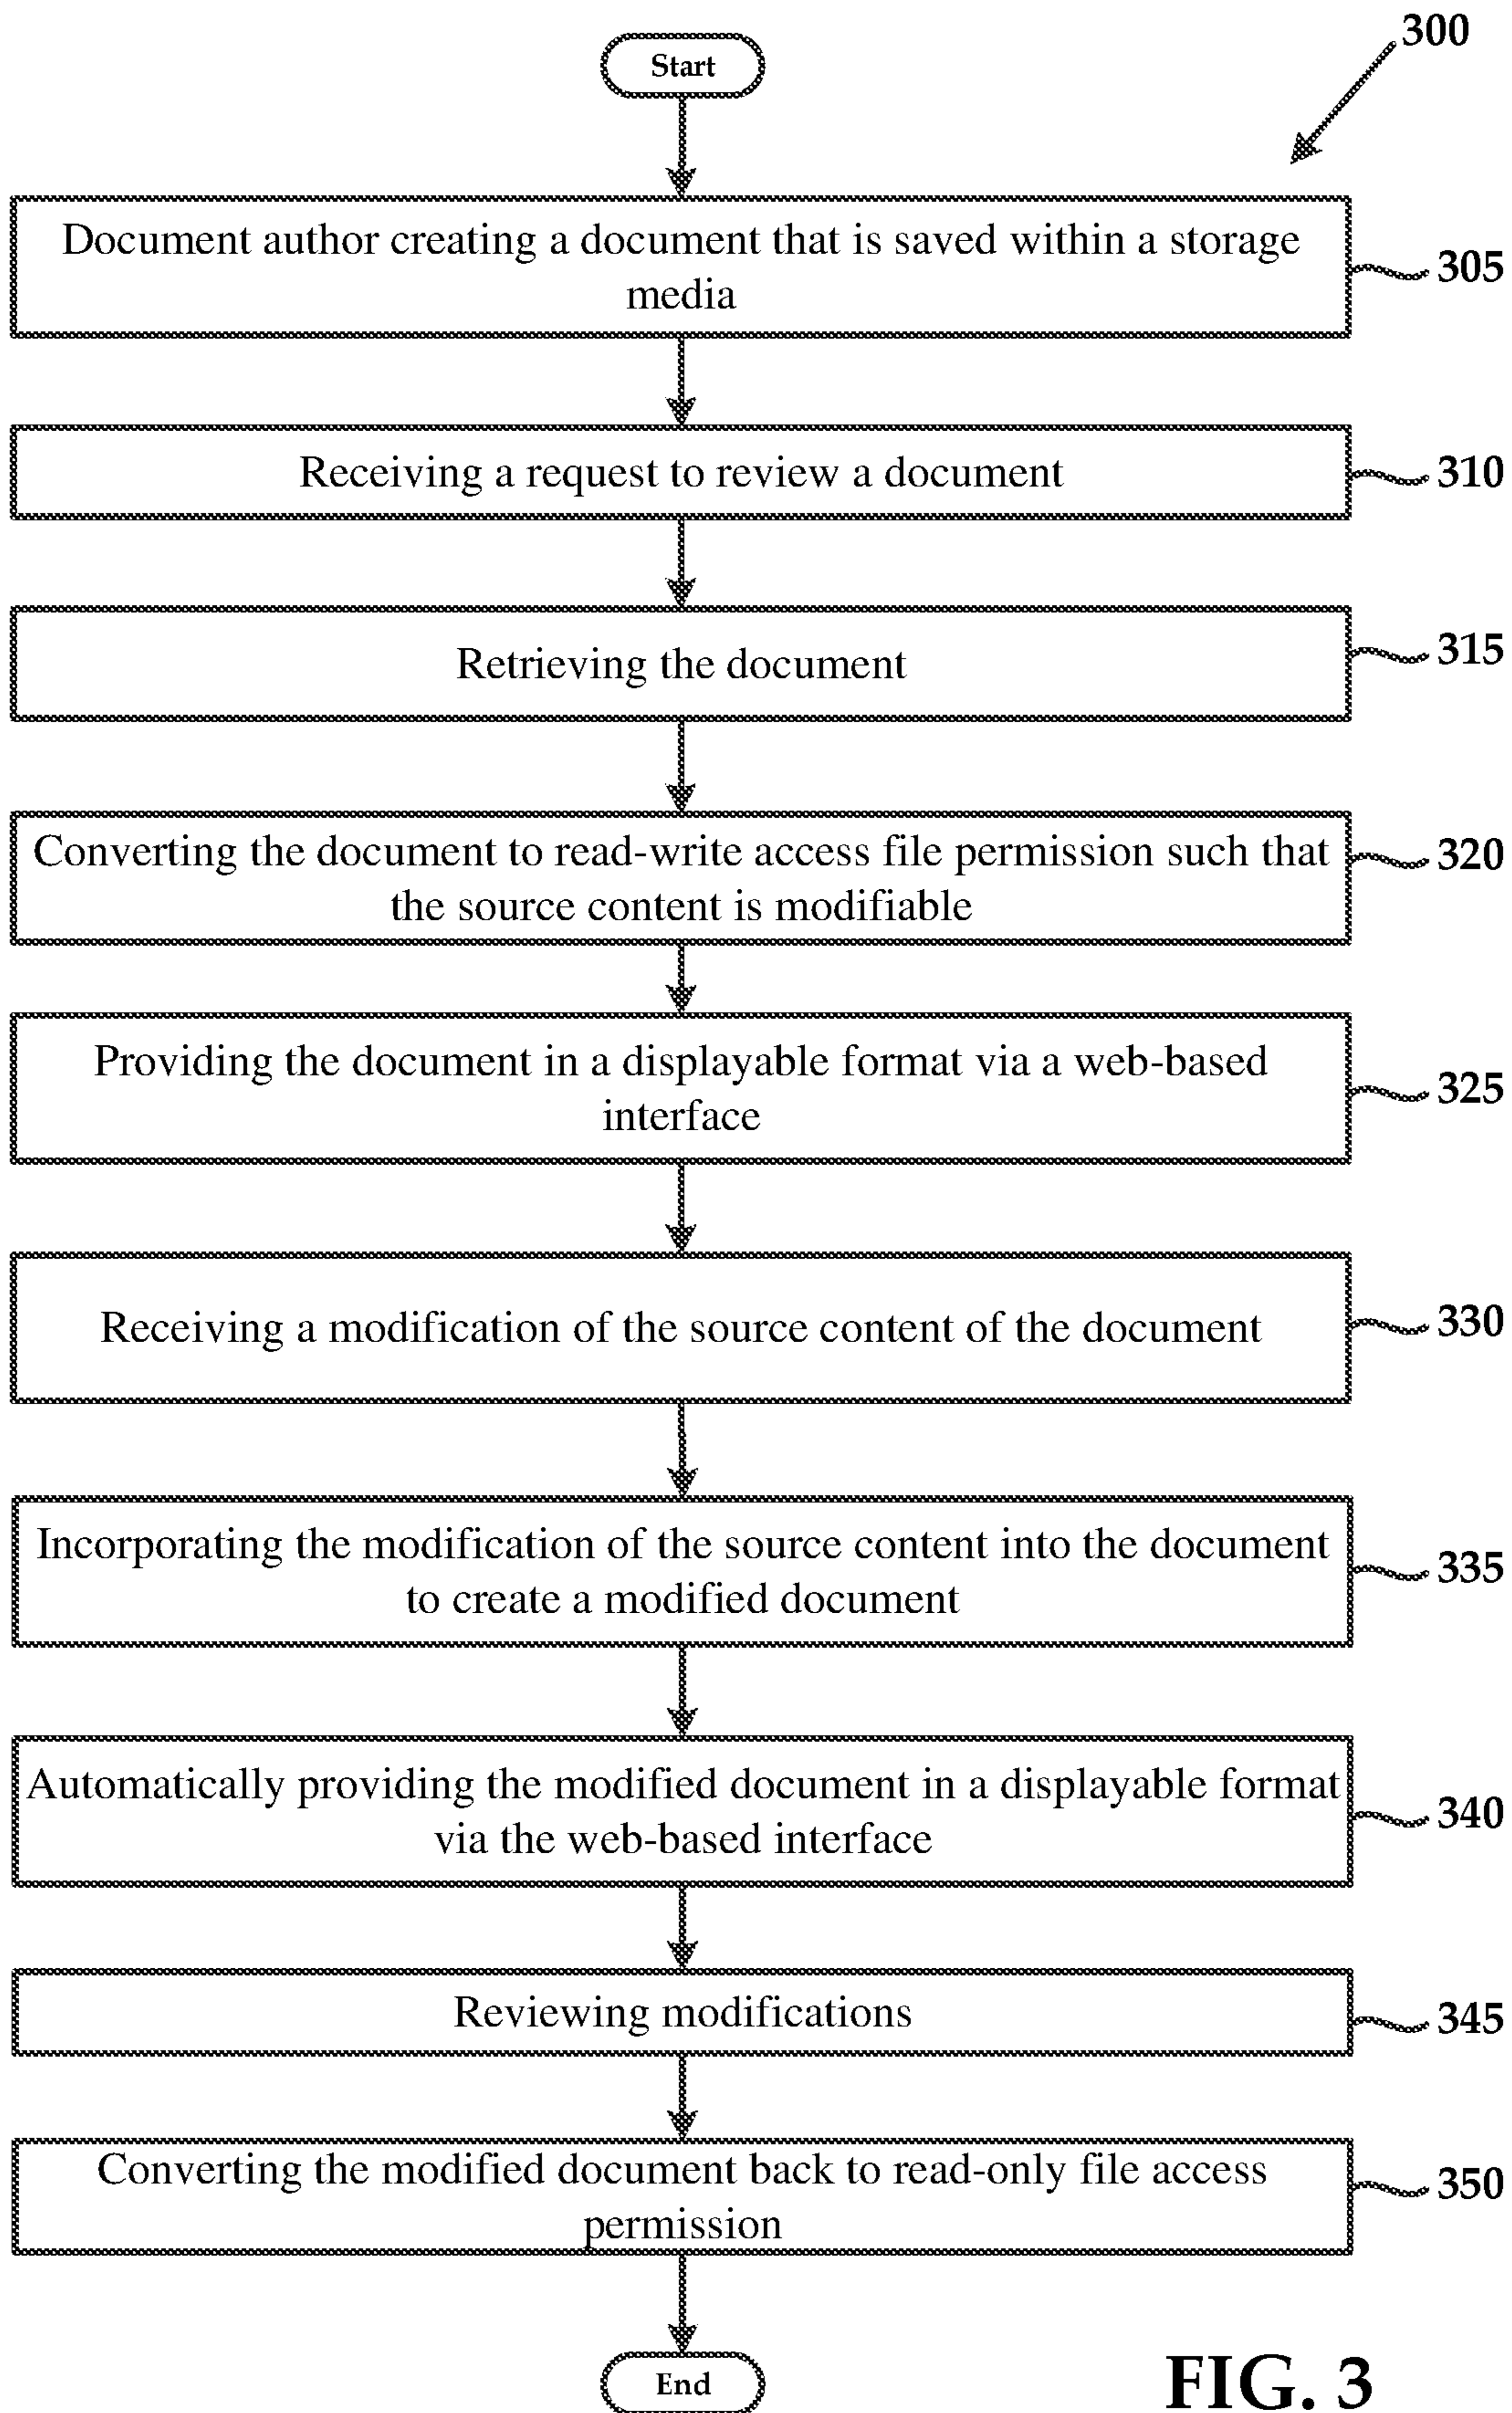 300
Start
Document author creating a document that is saved within a storage
media
305
Receiving a request to review a document
310
Retrieving the document
315
Converting the document to read-write access file permission such that
the source content is modifiable
320
Providing the document in a displayable format via a web-based
interface
325
Receiving a modification of the source content of the document
330
Incorporating the modification of the source content into the document
to create a modified document
335
Automatically providing the modified document in a displayable format
via the web-based interface
340
Reviewing modifications
345
Converting the modified document back to read-only file access
permission
350
End
FIG. 3